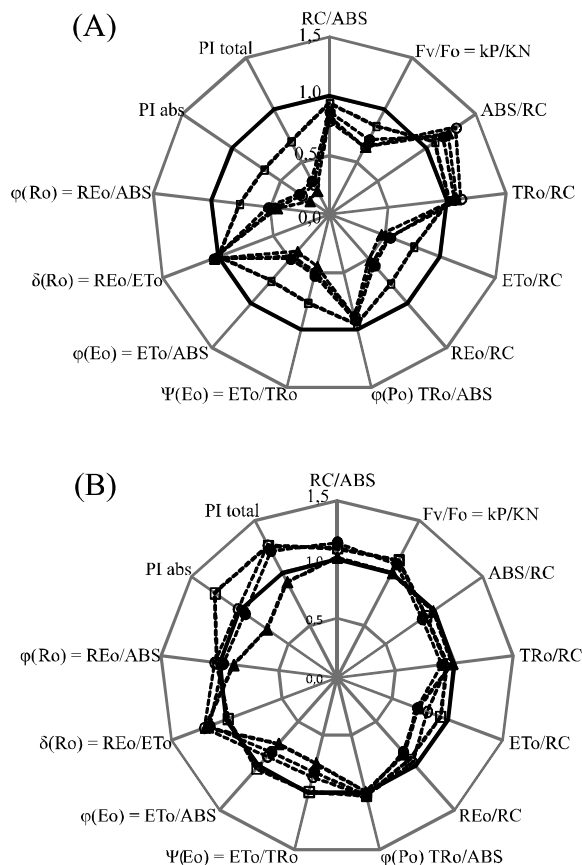 (A)
RC/ABS
1,5
PI total
Fv/Fo = kP/KN
1,0
PI abs
ABS/RC
0,5
φ(Ro) = REo/ABS
TRo/RC
0,0
δ(Ro) = REo/ETo
ETo/RC
φ(Eo) = ETo/ABS
REo/RC
Ψ(Eo) = ETo/TRo
φ(Po) TRo/ABS
(B)
RC/ABS
1,5
PI total
Fv/Fo = kP/KN
1,0
PI abs
ABS/RC
0,5
φ(Ro) = REo/ABS
TRo/RC
0,0
δ(Ro) = REo/ETo
ETo/RC
φ(Eo) = ETo/ABS
REo/RC
Ψ(Eo) = ETo/TRo
φ(Po) TRo/ABS